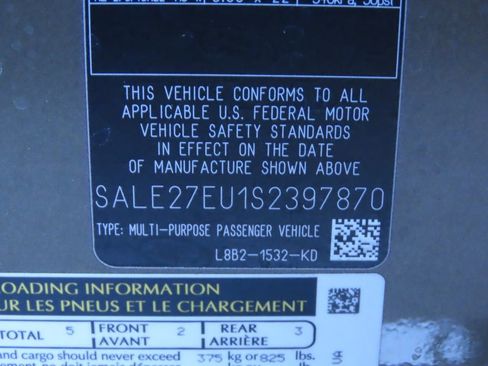 THIS VEHICLE CONFORMS TO ALL
APPLICABLE U.S. FEDERAL MOTOR
VEHICLE SAFETY STANDARDS
IN EFFECT ON THE DATE
OF MANUFACTURE SHOWN ABOVE
SALE27EU1S2397870
TYPE: MULTI-PURPOSE PASSENGER VEHICLE
L8B2-1532-KD
LOADING INFORMATION
SUR LES PNEUS ET LE CHARGEMENT
TOTAL 5 FRONT 2 REAR 3
AVANT ARRIÈRE
and cargo should never exceed 375 kg or 825 lbs.